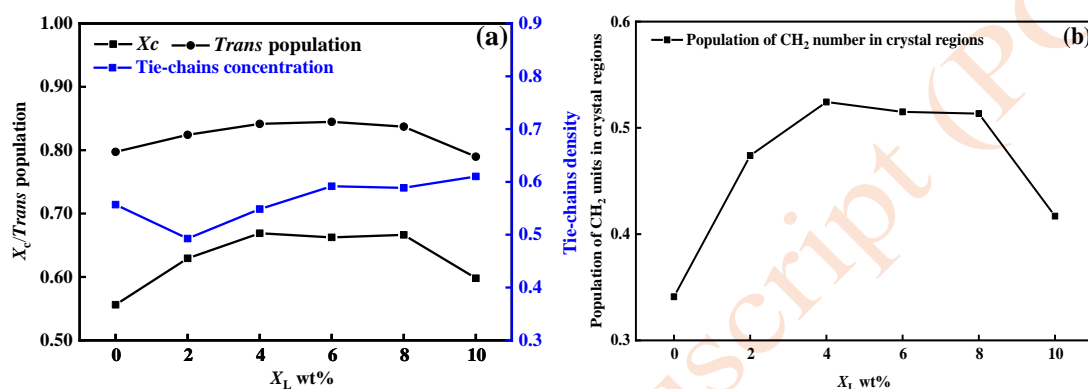 (a)
Xc Trans population
Tie-chains concentration
1.00
0.90
0.80
0.70
0.60
0.50
Xc/Trans population
0.9
0.8
0.7
0.6
0.5
0.4
0.3
Tie-chains density
0 2 4 6 8 10
XL wt%
(b)
Population of CH2 number in crystal regions
0.6
0.5
0.4
0.3
Population of CH2 units in crystal regions
0 2 4 6 8 10
XL wt%